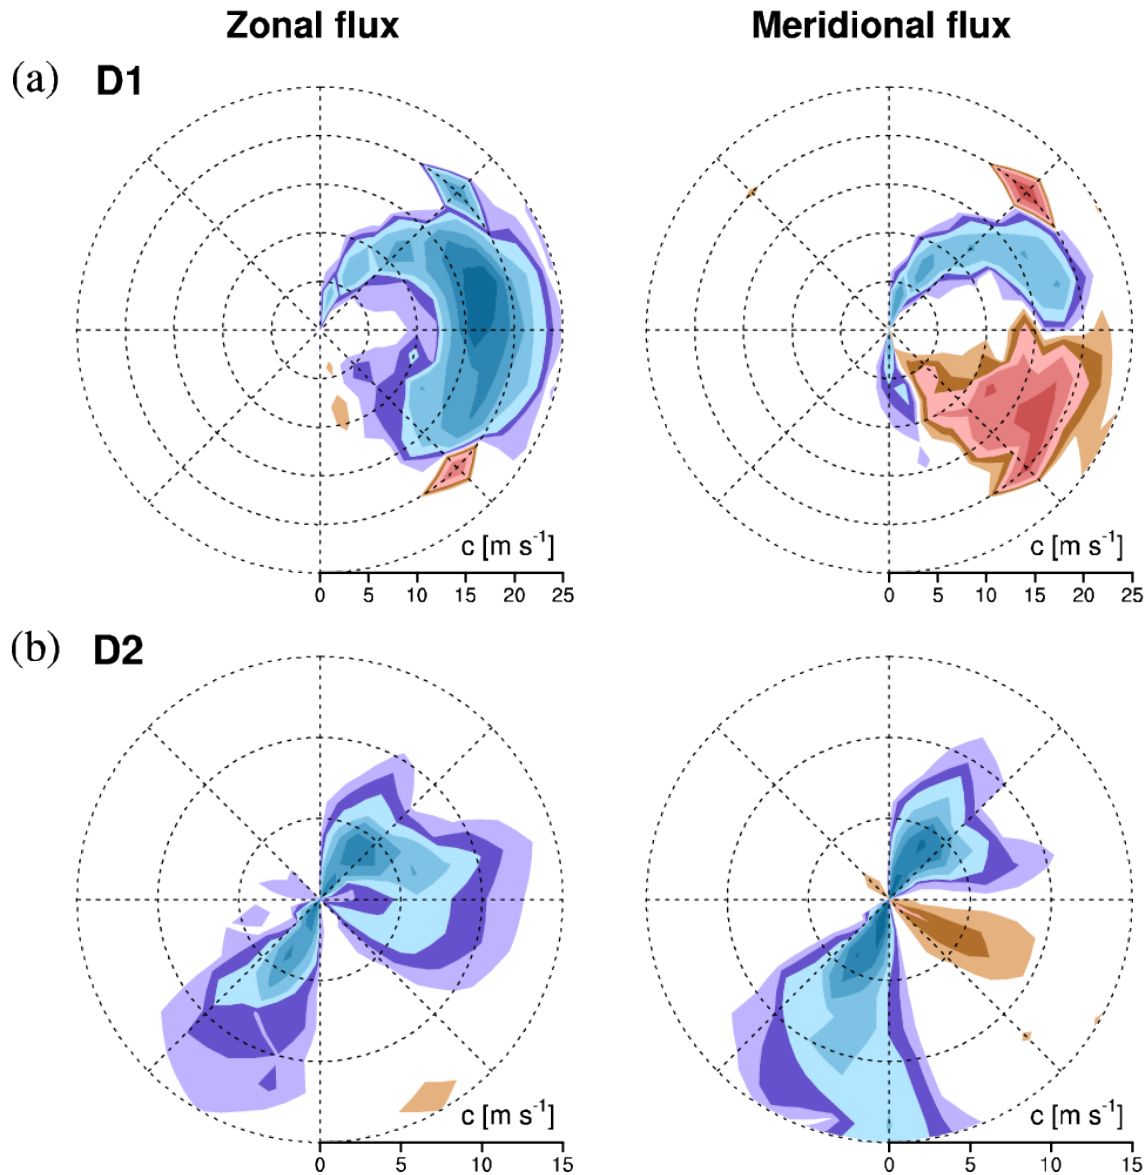 Zonal flux Meridional flux
(a) D1
c [m s⁻¹] c [m s⁻¹]
0 5 10 15 20 25 0 5 10 15 20 25
(b) D2
c [m s⁻¹] c [m s⁻¹]
0 5 10 15 0 5 10 15